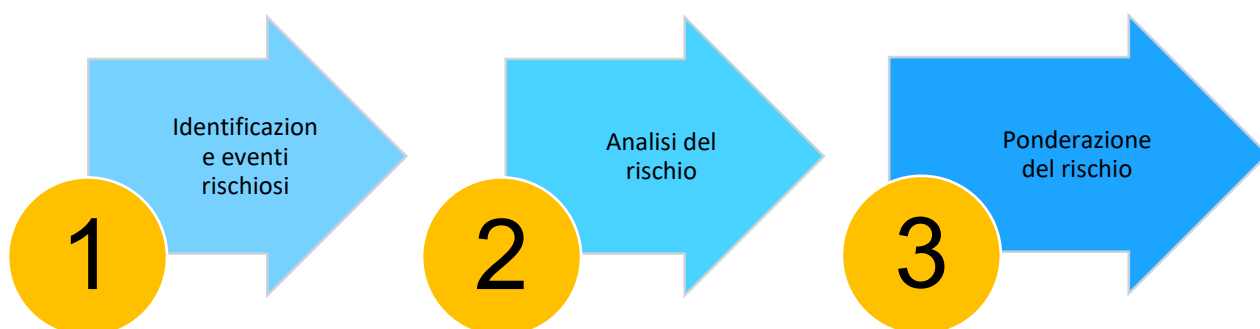 Identificazion
e eventi
rischiosi
1
Analisi del
rischio
2
Ponderazione
del rischio
3